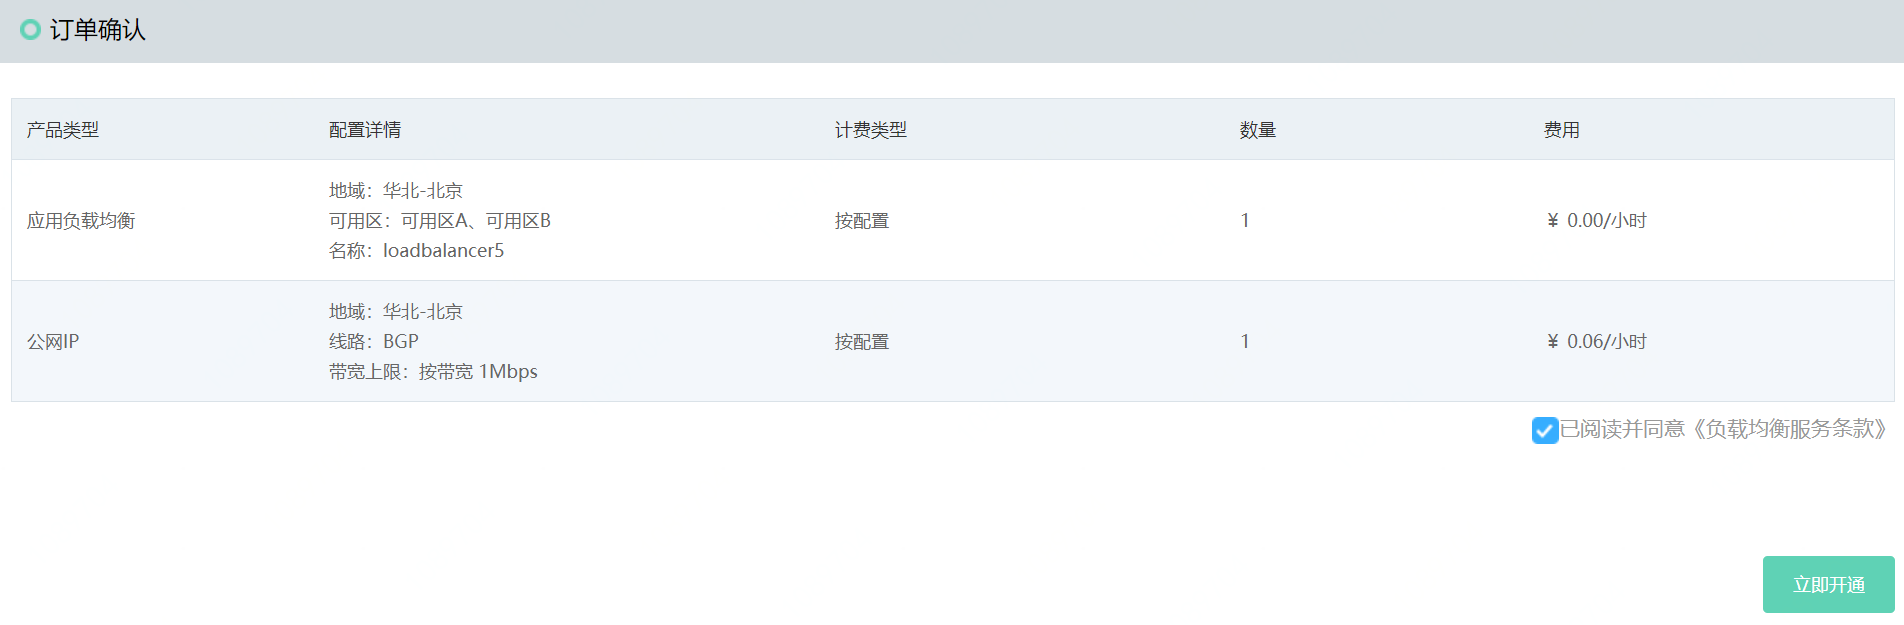 订单确认
产品类型 配置详情 计费类型 数量 费用
地域：华北-北京
应用负载均衡 可用区：可用区A、可用区B 按配置 1 ¥ 0.00/小时
名称：loadbalancer5
地域：华北-北京
公网IP 线路：BGP 按配置 1 ¥ 0.06/小时
带宽上限：按带宽 1Mbps
已阅读并同意《负载均衡服务条款》
立即开通